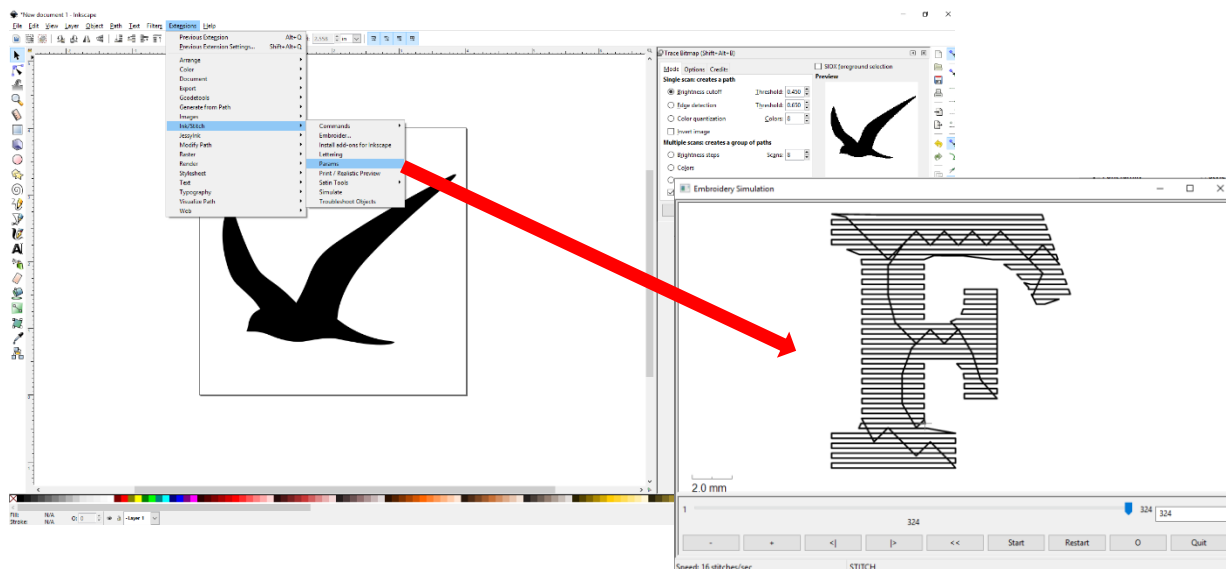 *New document 1 - Inkscape
File Edit View Layer Object Path Text Filters Extensions Help
Previous Extension Alt+Q
Previous Extension Settings... Shift+Alt+Q
Arrange
Color
Document
Export
Gcodetools
Generate from Path
Images
Ink/Stitch
JessyInk
Modify Path
Raster
Render
Stylesheet
Text
Typography
Visualize Path
Web
Commands
Embroider...
Install add-ons for Inkscape
Lettering
Params
Print / Realistic Preview
Satin Tools
Simulate
Troubleshoot Objects
in
Trace Bitmap (Shift+Alt+B)
Mode Options Credits
SIOX foreground selection
Single scan: creates a path
Preview
Brightness cutoff Threshold: 0.450
Edge detection Threshold: 0.650
Color quantization Colors: 8
Invert image
Multiple scans: creates a group of paths
Brightness steps Scans: 8
Colors
Embroidery Simulation
2.0 mm
1 324 324
324
- + <| |> << Start Restart O Quit
Speed: 16 stitches/sec STITCH
Fill: N/A
Stroke: N/A
O: 0
-Layer 1